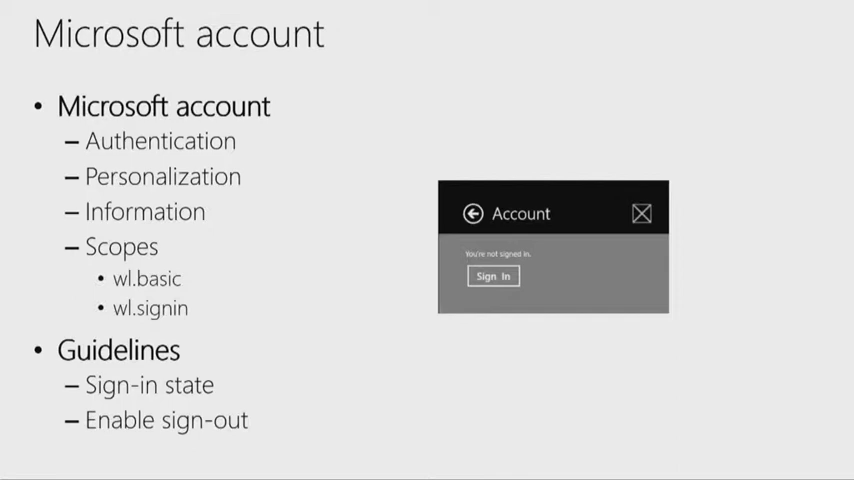 Microsoft account
• Microsoft account
– Authentication
– Personalization
– Information
– Scopes
• wl.basic
• wl.signin
• Guidelines
– Sign-in state
– Enable sign-out
Account
You're not signed in.
Sign In